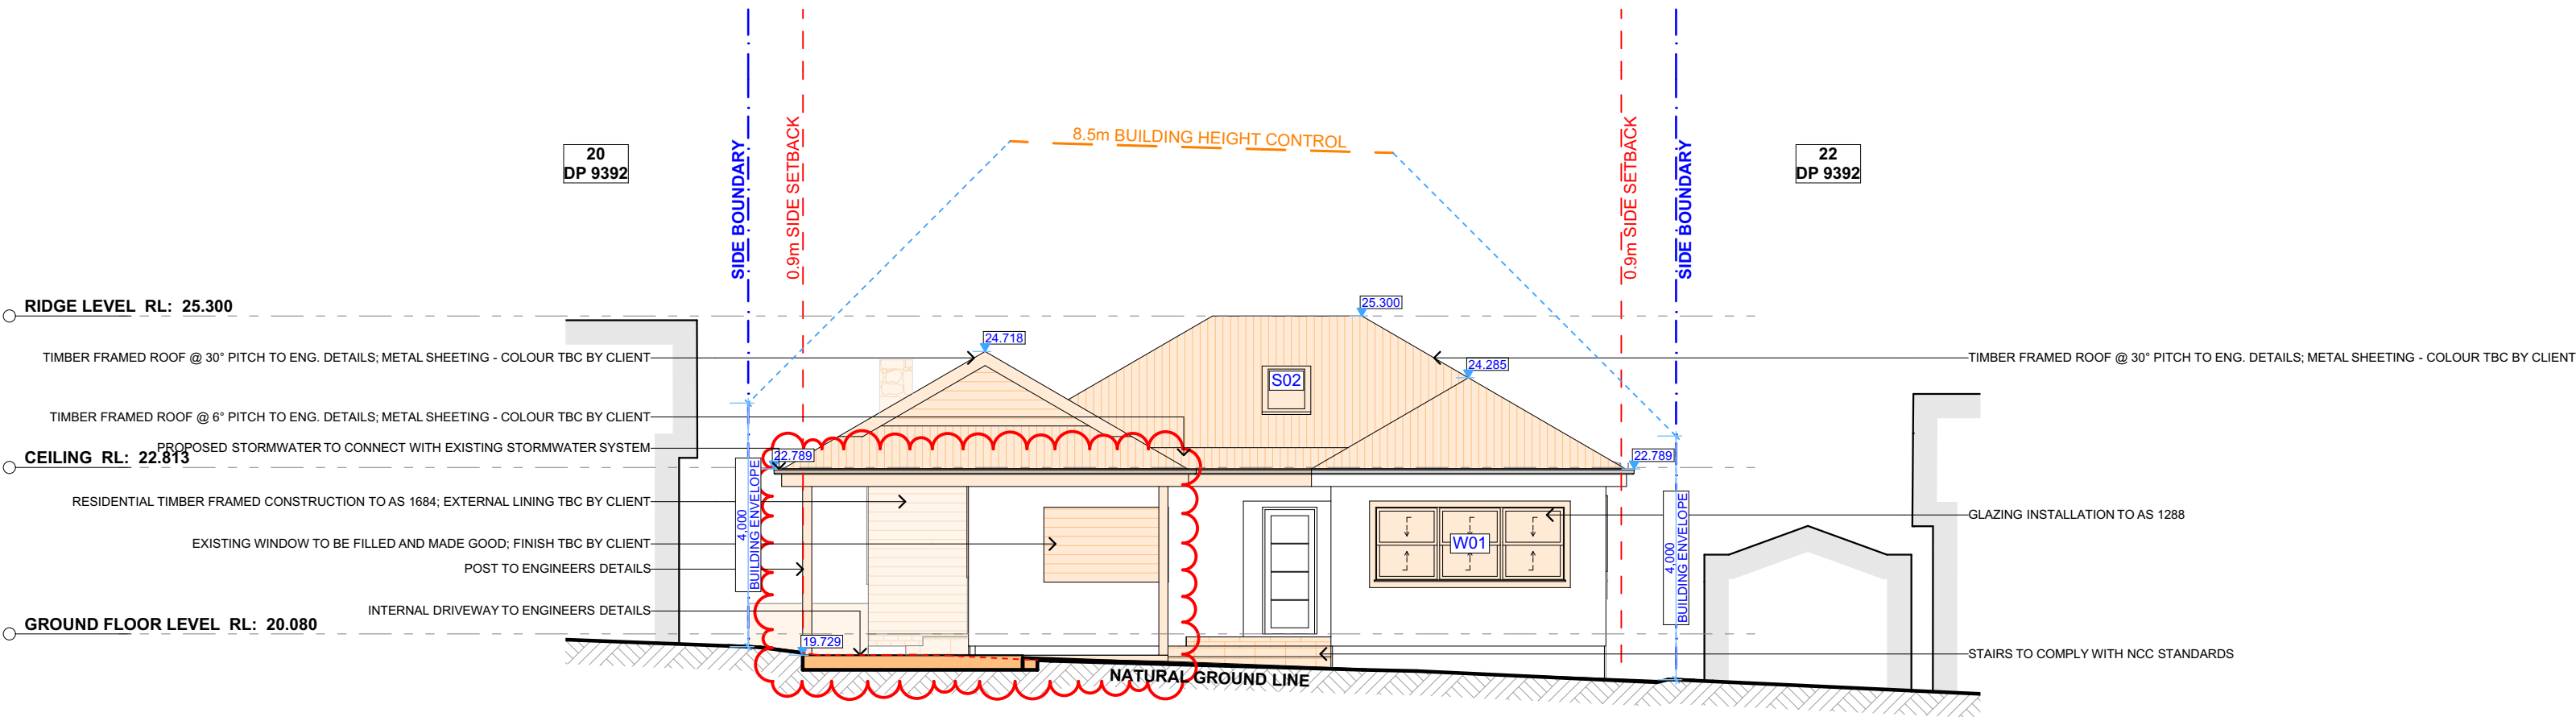 8.5m BUILDING HEIGHT CONTROL
20
DP 9392
SIDE BOUNDARY
0.9m SIDE SETBACK
0.9m SIDE SETBACK
SIDE BOUNDARY
22
DP 9392
RIDGE LEVEL RL: 25.300
25.300
24.718
TIMBER FRAMED ROOF @ 30° PITCH TO ENG. DETAILS; METAL SHEETING - COLOUR TBC BY CLIENT
24.285
TIMBER FRAMED ROOF @ 30° PITCH TO ENG. DETAILS; METAL SHEETING - COLOUR TBC BY CLIENT
S02
TIMBER FRAMED ROOF @ 6° PITCH TO ENG. DETAILS; METAL SHEETING - COLOUR TBC BY CLIENT
PROPOSED STORMWATER TO CONNECT WITH EXISTING STORMWATER SYSTEM
CEILING RL: 22.813
22.789
22.789
RESIDENTIAL TIMBER FRAMED CONSTRUCTION TO AS 1684; EXTERNAL LINING TBC BY CLIENT
4,000
BUILDING ENVELOPE
4,000
BUILDING ENVELOPE
GLAZING INSTALLATION TO AS 1288
EXISTING WINDOW TO BE FILLED AND MADE GOOD; FINISH TBC BY CLIENT
W01
POST TO ENGINEERS DETAILS
INTERNAL DRIVEWAY TO ENGINEERS DETAILS
GROUND FLOOR LEVEL RL: 20.080
19.729
STAIRS TO COMPLY WITH NCC STANDARDS
NATURAL GROUND LINE